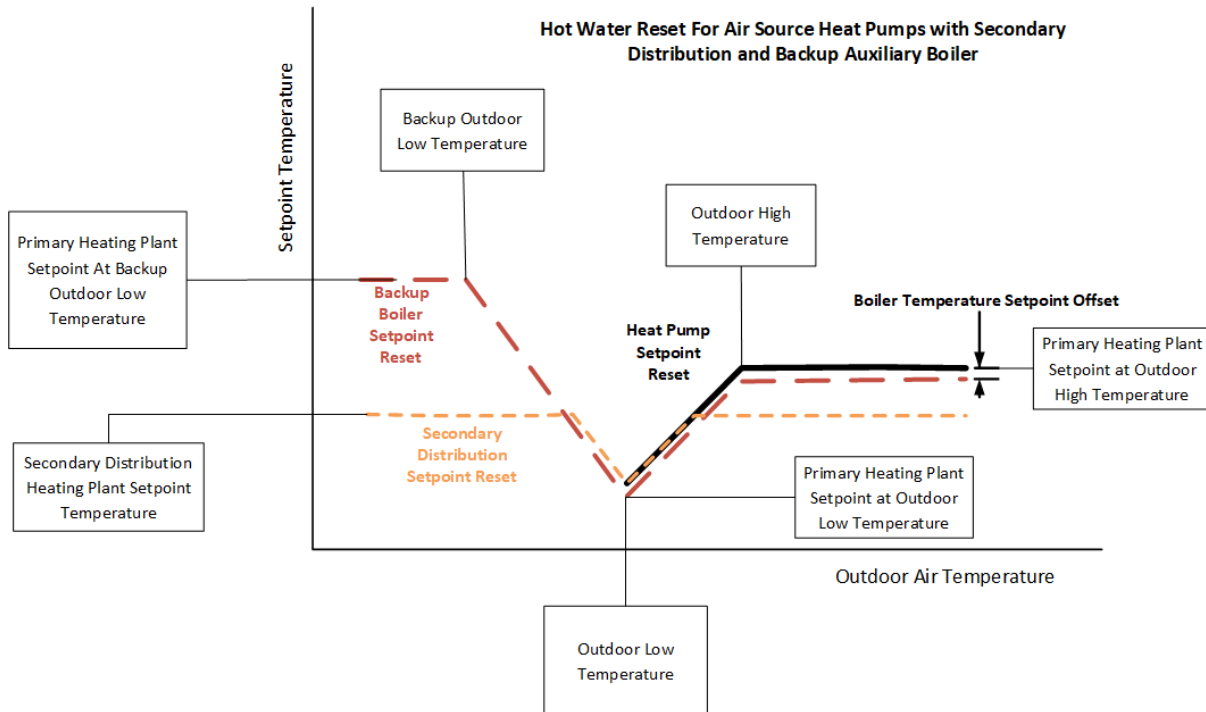 Hot Water Reset For Air Source Heat Pumps with Secondary
Distribution and Backup Auxiliary Boiler
Setpoint Temperature
Backup Outdoor
Low Temperature
Outdoor High
Temperature
Primary Heating Plant
Setpoint At Backup
Outdoor Low
Temperature
Backup
Boiler
Setpoint
Reset
Heat Pump
Setpoint
Reset
Boiler Temperature Setpoint Offset
Primary Heating Plant
Setpoint at Outdoor
High Temperature
Secondary Distribution
Heating Plant Setpoint
Temperature
Secondary
Distribution
Setpoint Reset
Primary Heating Plant
Setpoint at Outdoor
Low Temperature
Outdoor Air Temperature
Outdoor Low
Temperature